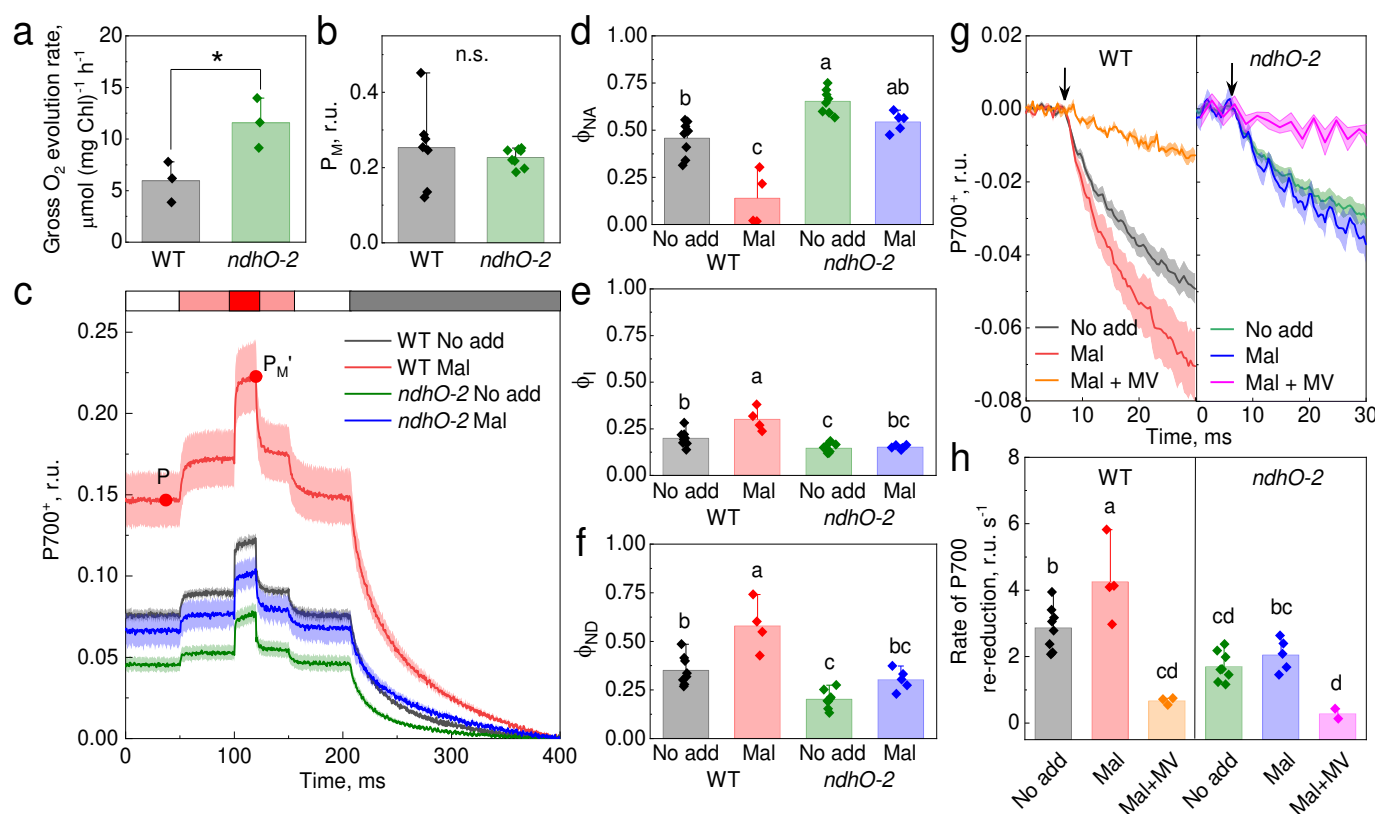 a
Gross O₂ evolution rate,
μmol (mg Chl)⁻¹ h⁻¹
20
15
10
5
0
*
WT
ndhO-2
b
P_M, r.u.
0.4
0.2
0.0
n.s.
WT
ndhO-2
c
P700⁺, r.u.
0.25
0.20
0.15
0.10
0.05
0.00
P
P_M'
WT No add
WT Mal
ndhO-2 No add
ndhO-2 Mal
0
100
200
300
400
Time, ms
d
ϕ_NA
1.00
0.75
0.50
0.25
0
b
c
a
ab
No add
Mal
No add
Mal
WT
ndhO-2
e
ϕ_I
1.00
0.75
0.50
0.25
0
b
a
c
bc
No add
Mal
No add
Mal
WT
ndhO-2
f
ϕ_ND
1.00
0.75
0.50
0.25
0
b
a
c
bc
No add
Mal
No add
Mal
WT
ndhO-2
g
P700⁺, r.u.
0.02
0.00
-0.02
-0.04
-0.06
-0.08
WT
ndhO-2
No add
Mal
Mal + MV
No add
Mal
Mal + MV
0
10
20
0
10
20
30
Time, ms
h
Rate of P700
re-reduction, r.u. s⁻¹
8
6
4
2
0
WT
ndhO-2
b
a
cd
cd
bc
d
No add
Mal
Mal+MV
No add
Mal
Mal+MV